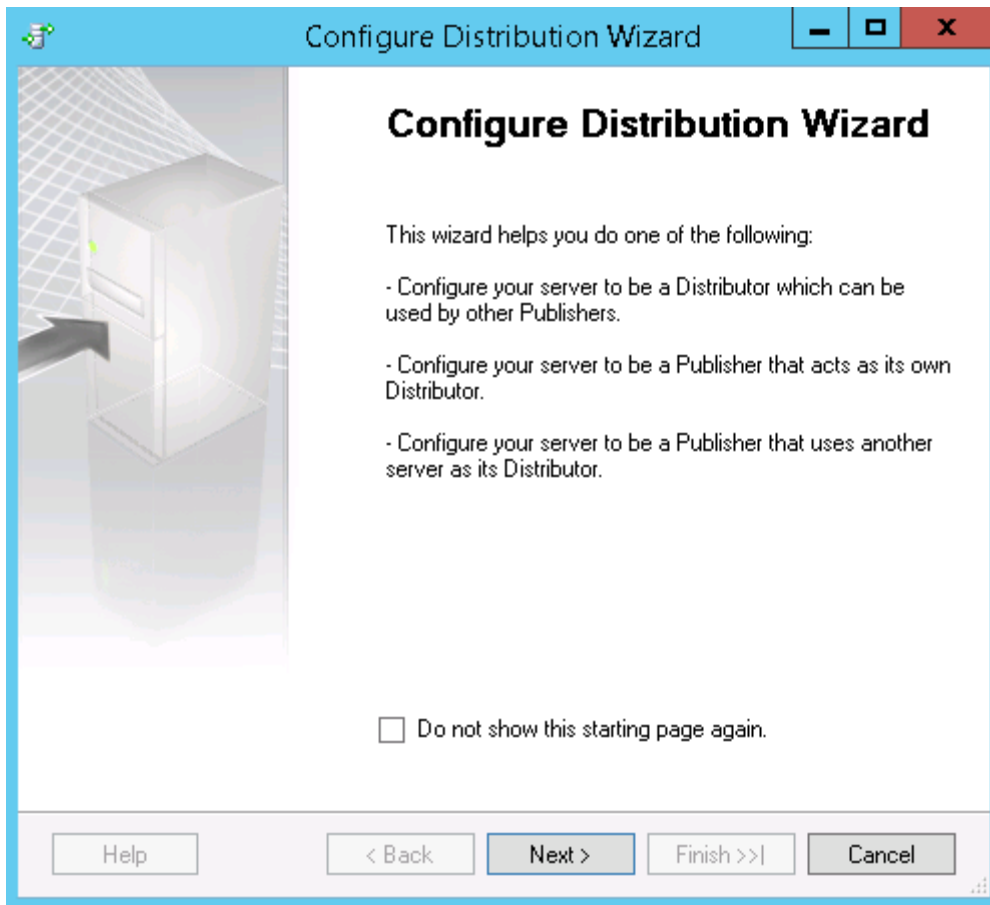 Configure Distribution Wizard
Configure Distribution Wizard
This wizard helps you do one of the following:
- Configure your server to be a Distributor which can be
used by other Publishers.
- Configure your server to be a Publisher that acts as its own
Distributor.
- Configure your server to be a Publisher that uses another
server as its Distributor.
Do not show this starting page again.
Help < Back Next > Finish >>| Cancel